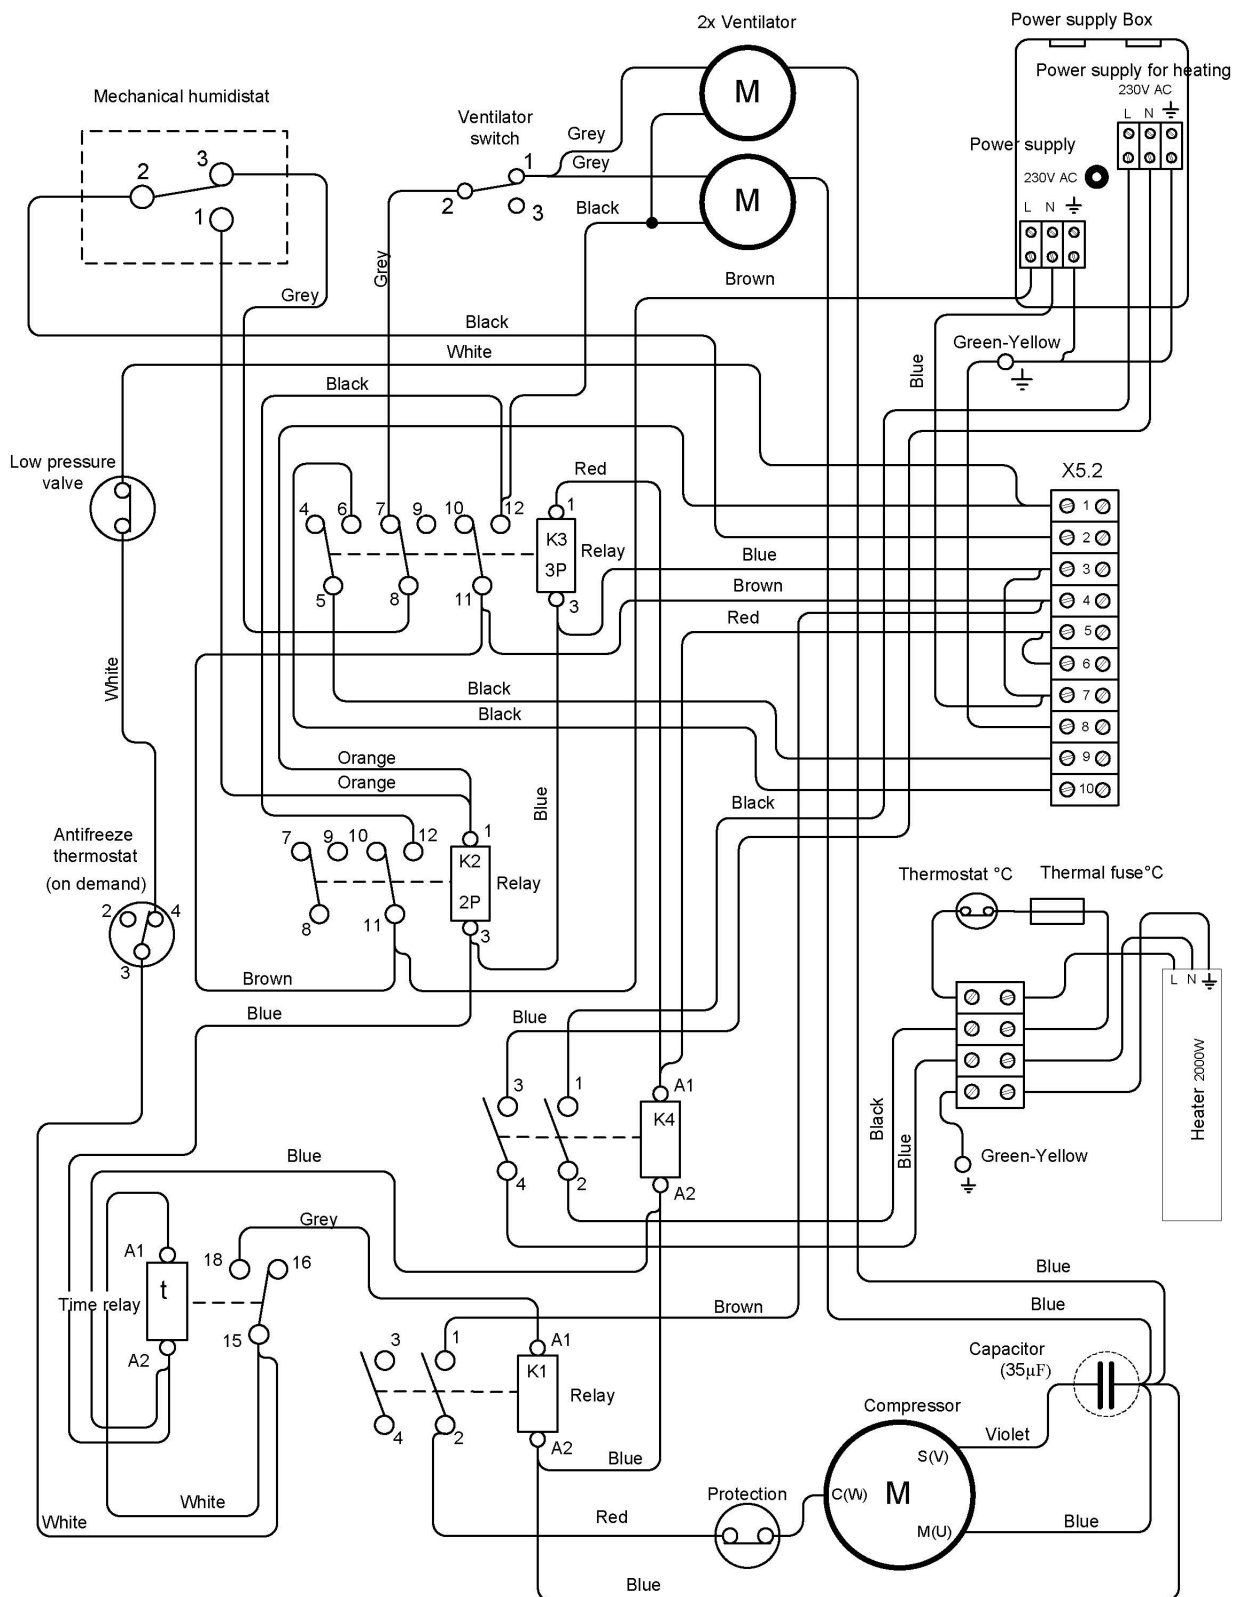 2x Ventilator
Power supply Box
Power supply for heating
230V AC
L N
Power supply
230V AC
L N
Mechanical humidistat
2
3
1
Ventilator
switch
1
2
3
Grey
Grey
Black
M
M
Grey
Grey
Brown
Black
White
Black
Green-Yellow
Blue
Low pressure
valve
Red
X5.2
4 6 7 9 10 12 1
K3
3P
Relay
5 8 11 3
1
2
3
4
5
6
7
8
9
10
Blue
Brown
Red
White
Black
Black
Orange
Orange
Blue
Black
Antifreeze
thermostat
(on demand)
2 4
3
7 9 10 12 1
K2
2P
Relay
8 11 3
Thermostat °C
Thermal fuse°C
L N
Heater 2000W
Brown
Blue
Blue
3 1 A1
K4
4 2 A2
Black
Blue
Green-Yellow
Blue
Grey
A1
18 16
t
Time relay
15
A2
Blue
Brown
Blue
3 1 A1
K1
Relay
4 2 A2
Capacitor
(35µF)
Compressor
Violet
S(V)
C(W) M
M(U)
Blue
Blue
Protection
Red
White
White
Blue